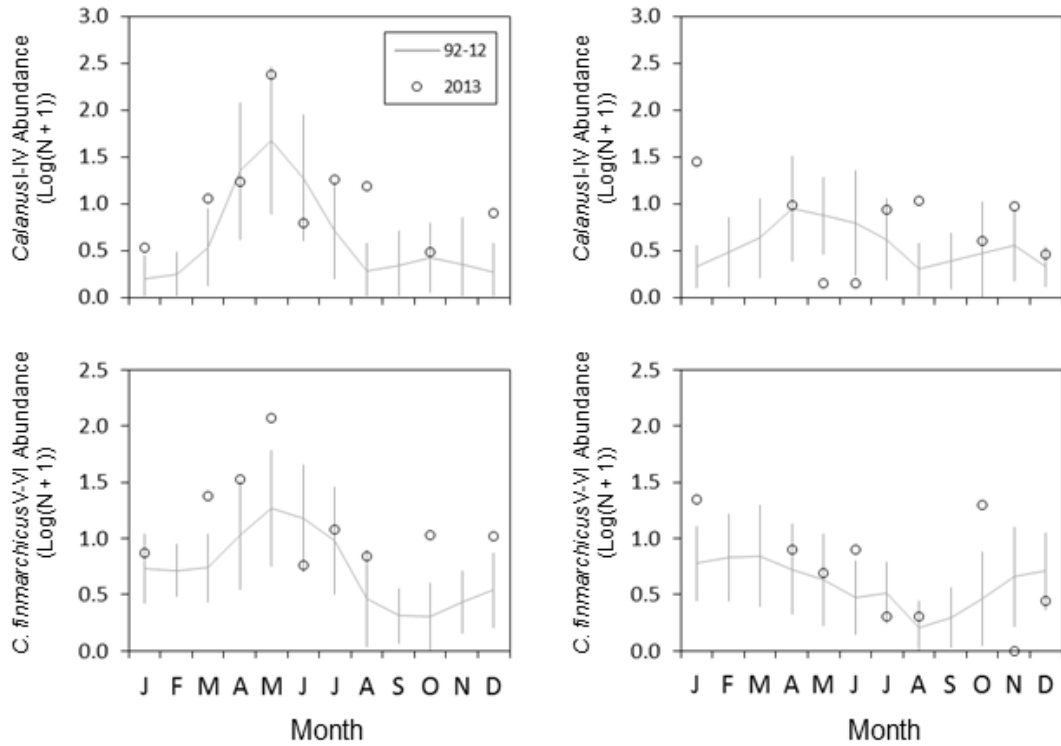 3.0
2.5
2.0
1.5
1.0
0.5
0.0
Calanus I-IV Abundance
(Log(N + 1))
92-12
2013
3.0
2.5
2.0
1.5
1.0
0.5
0.0
Calanus I-IV Abundance
(Log(N + 1))
2.5
2.0
1.5
1.0
0.5
0.0
C. finmarchicus V-VI Abundance
(Log(N + 1))
J F M A M J J A S O N D
Month
2.5
2.0
1.5
1.0
0.5
0.0
C. finmarchicus V-VI Abundance
(Log(N + 1))
J F M A M J J A S O N D
Month